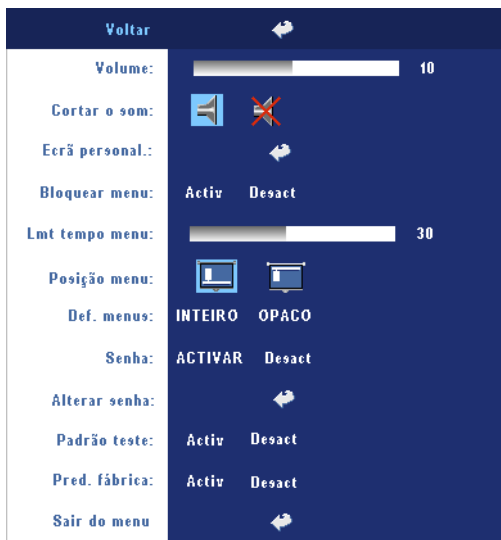 Voltar
Volume: 10
Cortar o som:
Ecrã personal.:
Bloquear menu: Activ Desact
Lmt tempo menu: 30
Posição menu:
Def. menus: INTEIRO OPACO
Senha: ACTIVAR Desact
Alterar senha:
Padrão teste: Activ Desact
Pred. fábrica: Activ Desact
Sair do menu